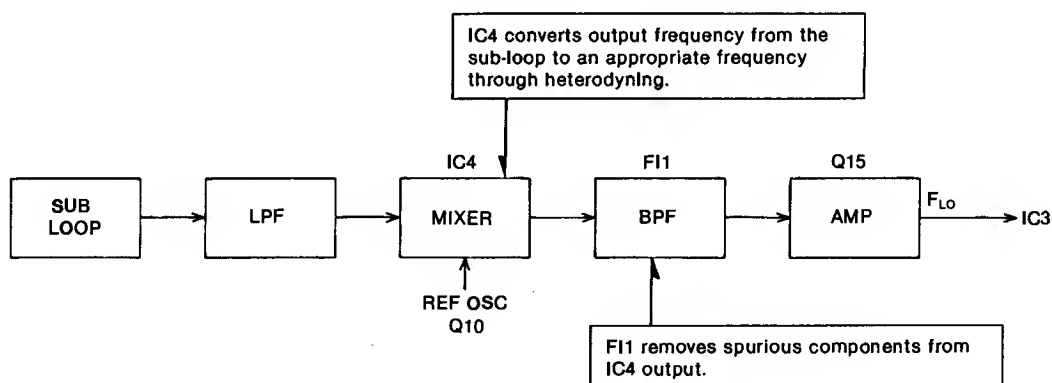 IC4 converts output frequency from the
sub-loop to an appropriate frequency
through heterodyning.
IC4
FI1
Q15
SUB
LOOP
LPF
MIXER
BPF
AMP
FLO
IC3
REF OSC
Q10
FI1 removes spurious components from
IC4 output.